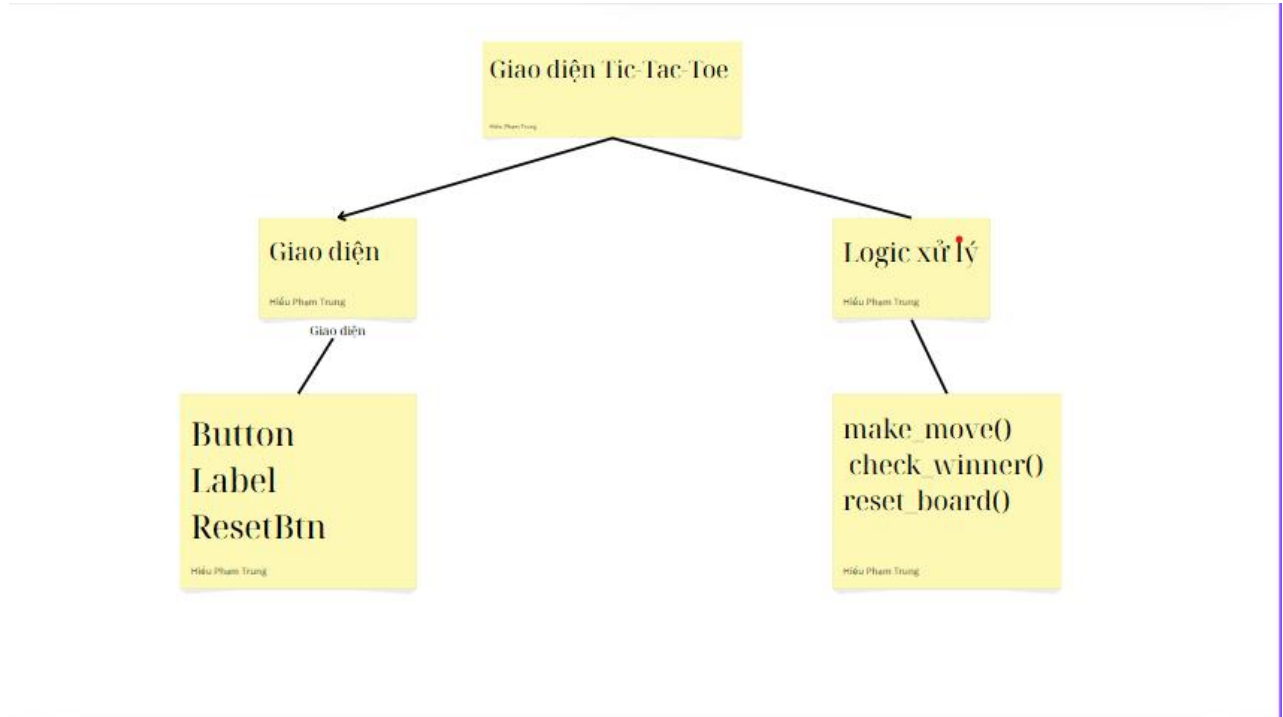 Giao diện Tic-Tac-Toe
Hiếu Phạm Trung
Giao diện
Hiếu Phạm Trung
Giao diện
Logic xử lý
Hiếu Phạm Trung
Button
Label
ResetBtn
Hiếu Phạm Trung
make_move()
check_winner()
reset_board()
Hiếu Phạm Trung